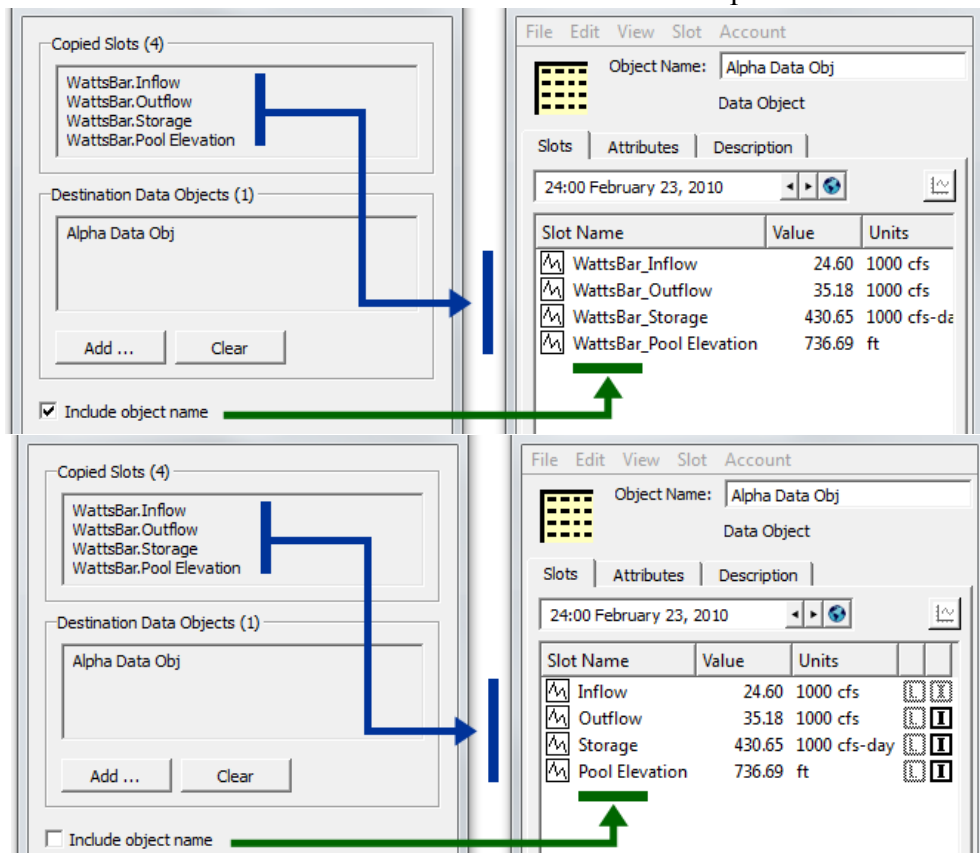 Copied Slots (4)
WattsBar.Inflow
WattsBar.Outflow
WattsBar.Storage
WattsBar.Pool Elevation
Destination Data Objects (1)
Alpha Data Obj
Add ... Clear
Include object name
File Edit View Slot Account
Object Name: Alpha Data Obj
Data Object
Slots Attributes Description
24:00 February 23, 2010
Slot Name Value Units
WattsBar_Inflow 24.60 1000 cfs
WattsBar_Outflow 35.18 1000 cfs
WattsBar_Storage 430.65 1000 cfs-da
WattsBar_Pool Elevation 736.69 ft
Copied Slots (4)
WattsBar.Inflow
WattsBar.Outflow
WattsBar.Storage
WattsBar.Pool Elevation
Destination Data Objects (1)
Alpha Data Obj
Add ... Clear
Include object name
File Edit View Slot Account
Object Name: Alpha Data Obj
Data Object
Slots Attributes Description
24:00 February 23, 2010
Slot Name Value Units
Inflow 24.60 1000 cfs L I
Outflow 35.18 1000 cfs L I
Storage 430.65 1000 cfs-day L I
Pool Elevation 736.69 ft L I